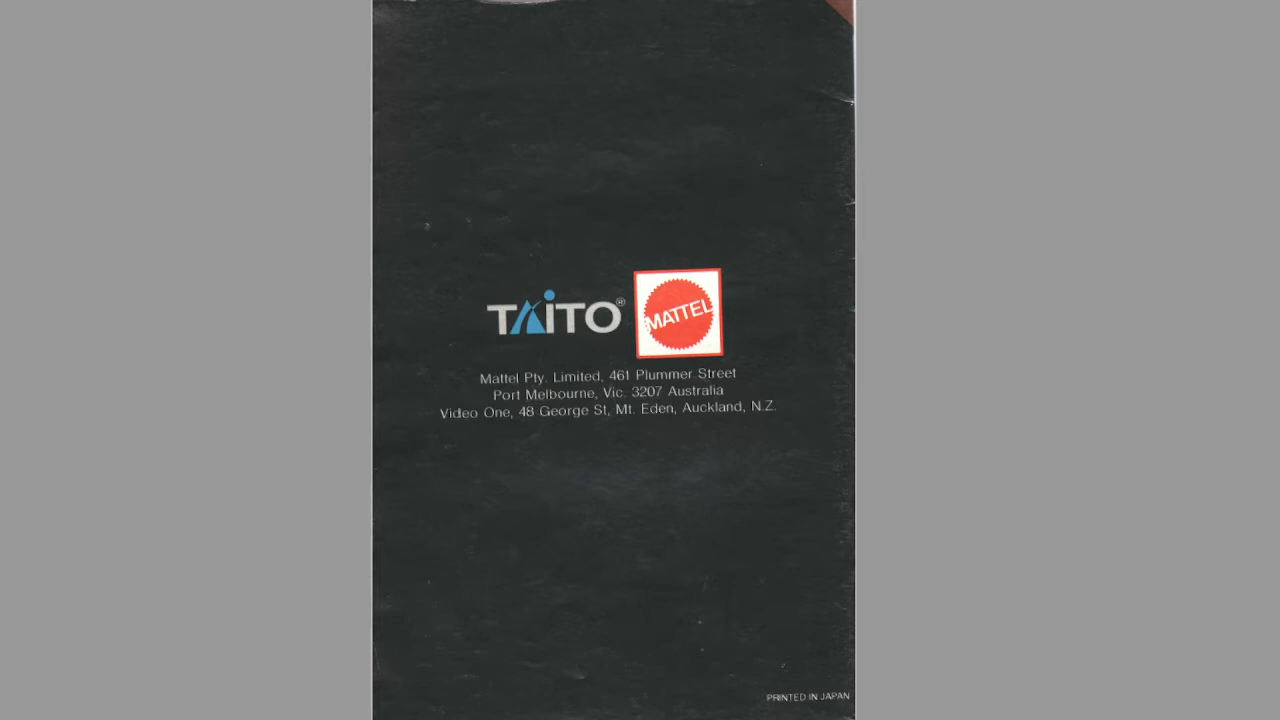 TAITO®
MATTEL
Mattel Pty. Limited, 461 Plummer Street
Port Melbourne, Vic. 3207 Australia
Video One, 48 George St, Mt. Eden, Auckland, N.Z.
PRINTED IN JAPAN